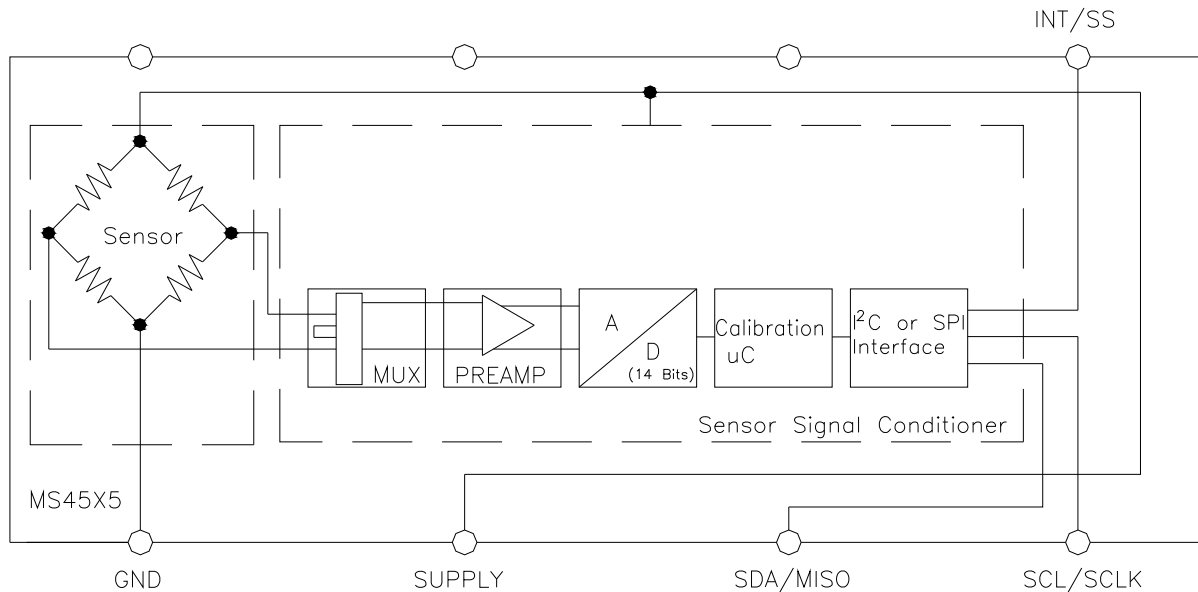 INT/SS
Sensor
MUX
PREAMP
A
D
(14 Bits)
Calibration
uC
I²C or SPI
Interface
Sensor Signal Conditioner
MS45X5
GND
SUPPLY
SDA/MISO
SCL/SCLK